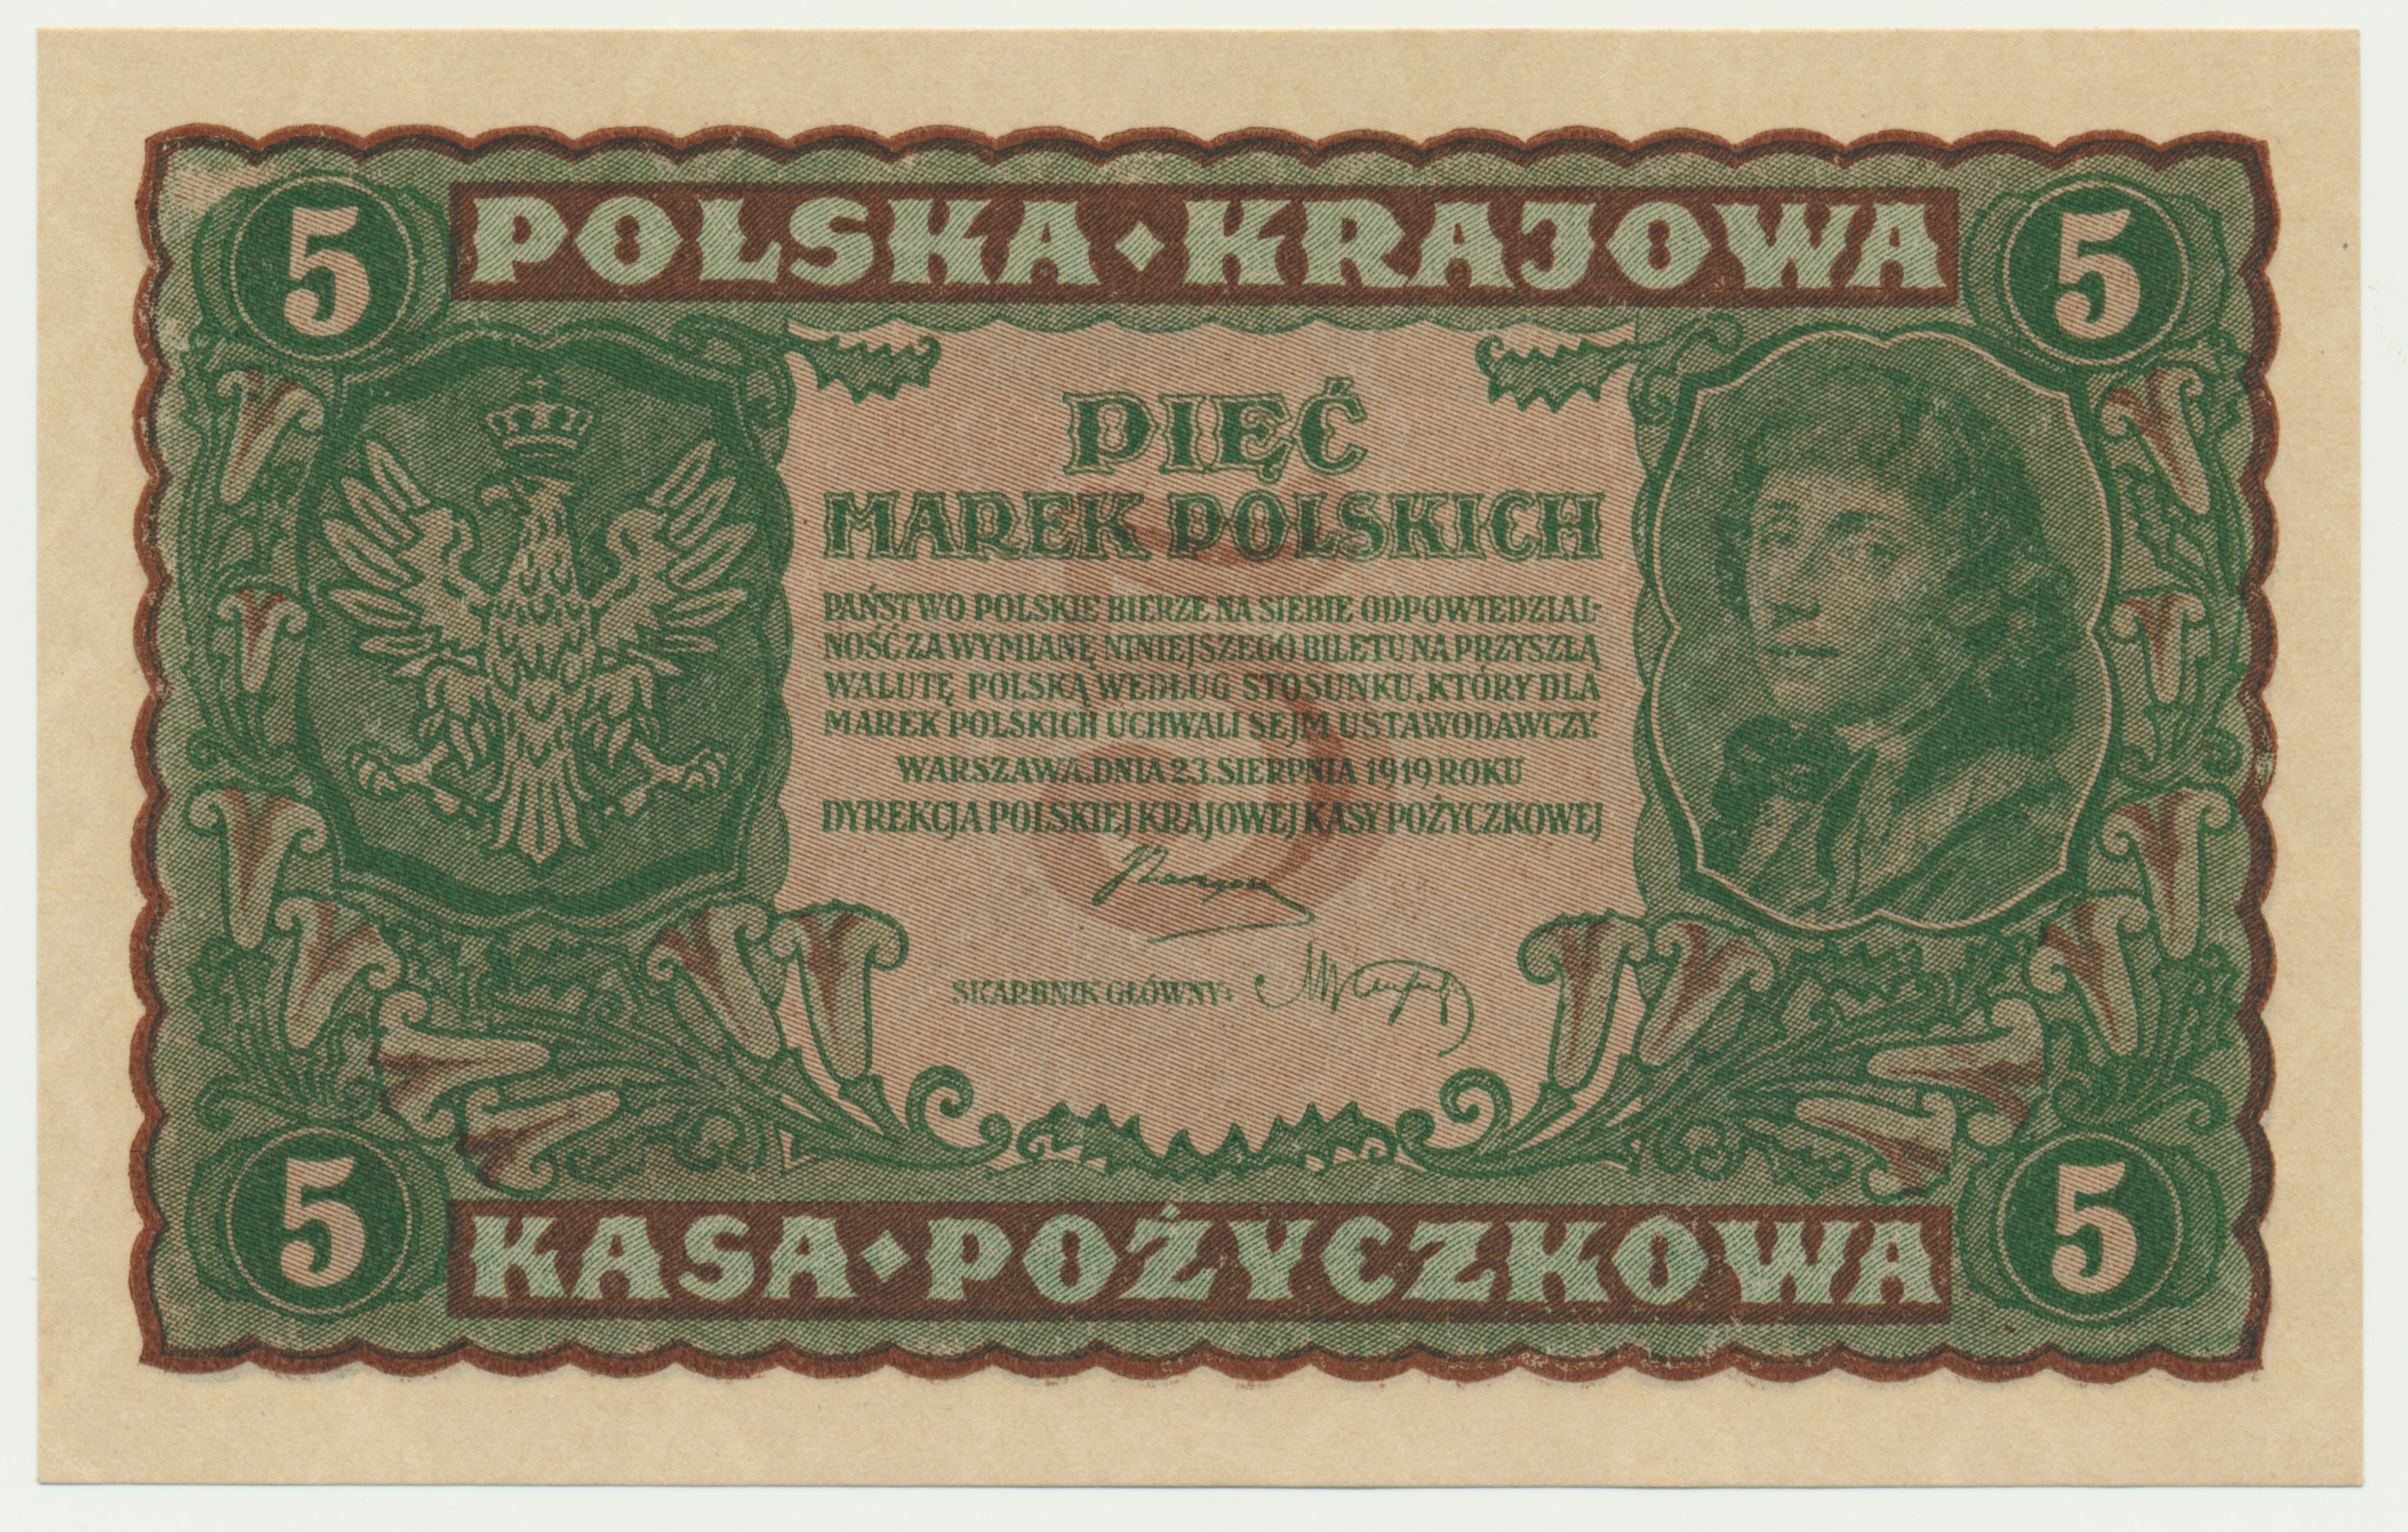 5 POLSKA KRAJOWA 5
PIĘĆ
MAREK POLSKICH
PAŃSTWO POLSKIE BIERZE NA SIEBIE ODPOWIEDZIAL-
NOŚĆ ZA WYMIANĘ NINIEJSZEGO BILETU NA PRZYSZŁĄ
WALUTĘ POLSKĄ WEDŁUG STOSUNKU, KTÓRY DLA
MAREK POLSKICH UCHWALI SEJM USTAWODAWCZY.
WARSZAWA, DNIA 23. SIERPNIA 1919 ROKU
DYREKCJA POLSKIEJ KRAJOWEJ KASY POŻYCZKOWEJ
SKARBNIK GŁÓWNY:
5 KASA POŻYCZKOWA 5